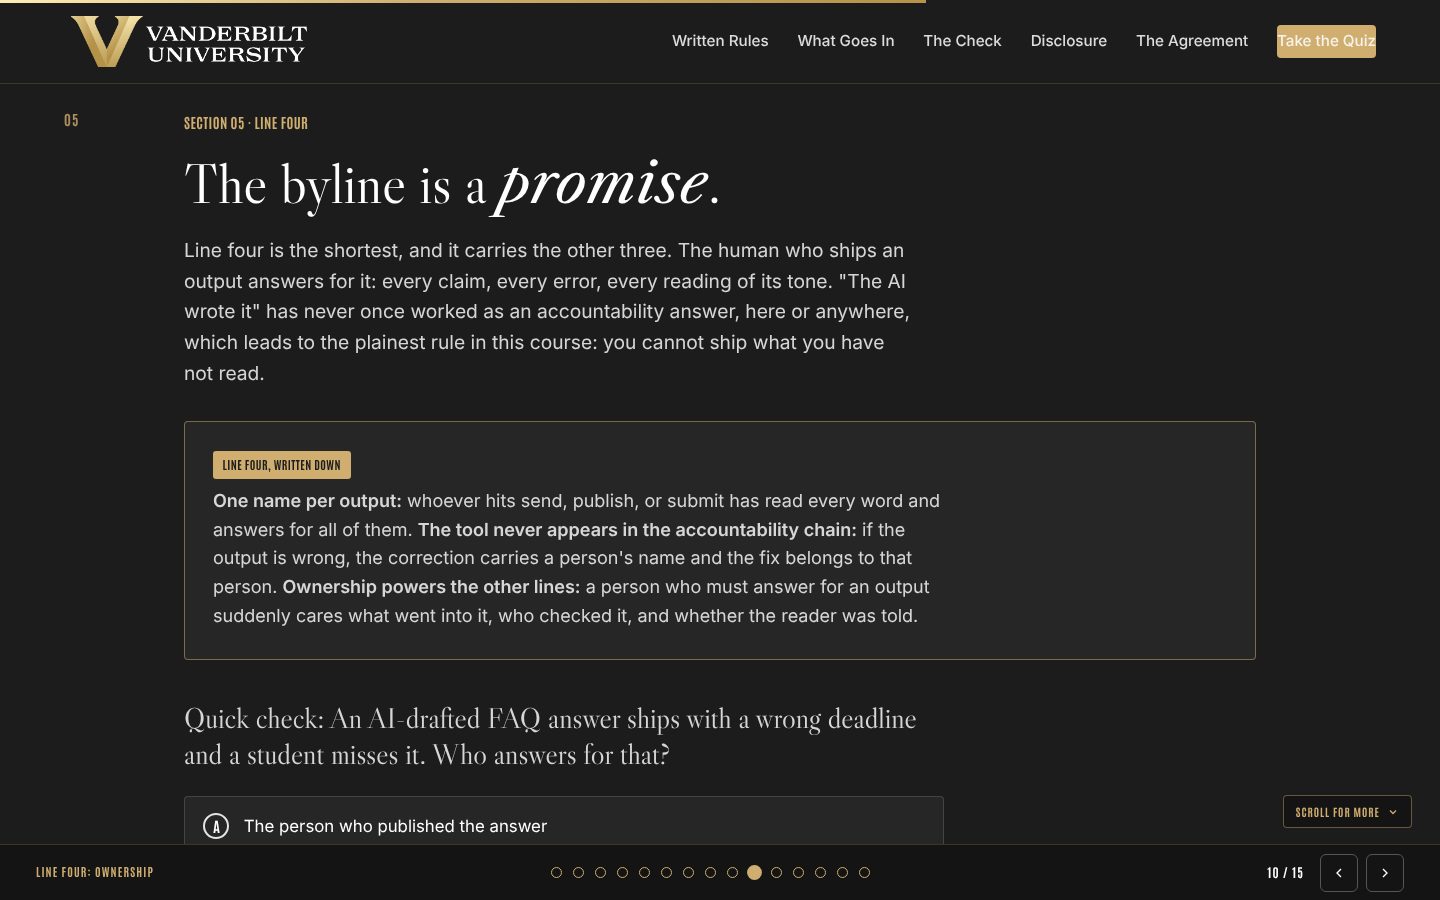 VANDERBILT
UNIVERSITY
Written Rules
What Goes In
The Check
Disclosure
The Agreement
Take the Quiz
05
SECTION 05 · LINE FOUR
The byline is a promise.
Line four is the shortest, and it carries the other three. The human who ships an
output answers for it: every claim, every error, every reading of its tone. "The AI
wrote it" has never once worked as an accountability answer, here or anywhere,
which leads to the plainest rule in this course: you cannot ship what you have
not read.
LINE FOUR, WRITTEN DOWN
One name per output: whoever hits send, publish, or submit has read every word and
answers for all of them. The tool never appears in the accountability chain: if the
output is wrong, the correction carries a person's name and the fix belongs to that
person. Ownership powers the other lines: a person who must answer for an output
suddenly cares what went into it, who checked it, and whether the reader was told.
Quick check: An AI-drafted FAQ answer ships with a wrong deadline
and a student misses it. Who answers for that?
A The person who published the answer
SCROLL FOR MORE
LINE FOUR: OWNERSHIP
10 / 15